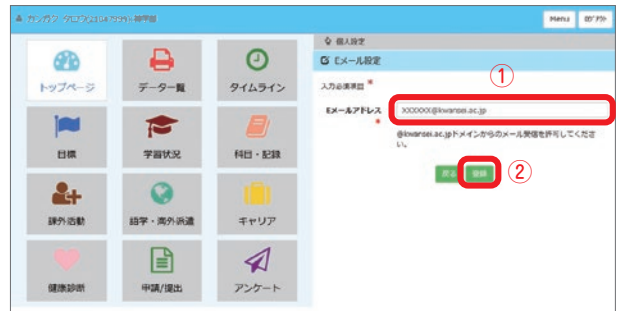 Menu ログアウト
個人設定
Eメール設定
①
入力必須項目 *
Eメールアドレス * XXXXXX@kwansei.ac.jp
@kwansei.ac.jpドメインからのメール受信を許可してくださ
い。
戻る 登録 ②
トップページ データ一覧 タイムライン
目標 学習状況 科目・記録
課外活動 語学・海外派遣 キャリア
健康診断 申請/提出 アンケート